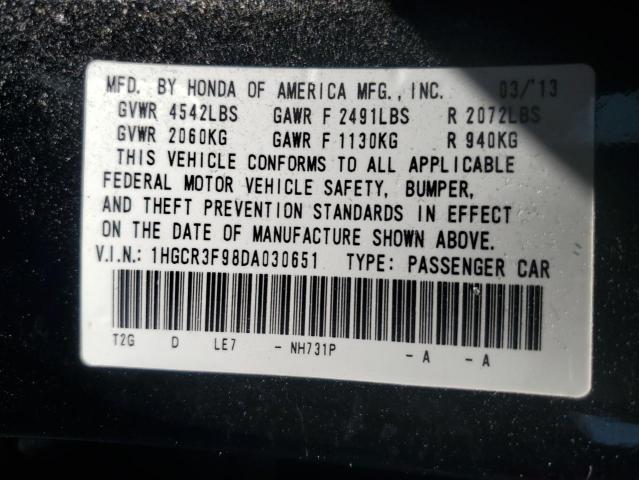 MFD. BY HONDA OF AMERICA MFG., INC. 03/'13
GVWR 4542LBS GAWR F 2491LBS R 2072LBS
GVWR 2060KG GAWR F 1130KG R 940KG
THIS VEHICLE CONFORMS TO ALL APPLICABLE
FEDERAL MOTOR VEHICLE SAFETY, BUMPER,
AND THEFT PREVENTION STANDARDS IN EFFECT
ON THE DATE OF MANUFACTURE SHOWN ABOVE.
V.I.N.: 1HGCR3F98DA030651 TYPE: PASSENGER CAR
T2G D LE7 - NH731P - A - A